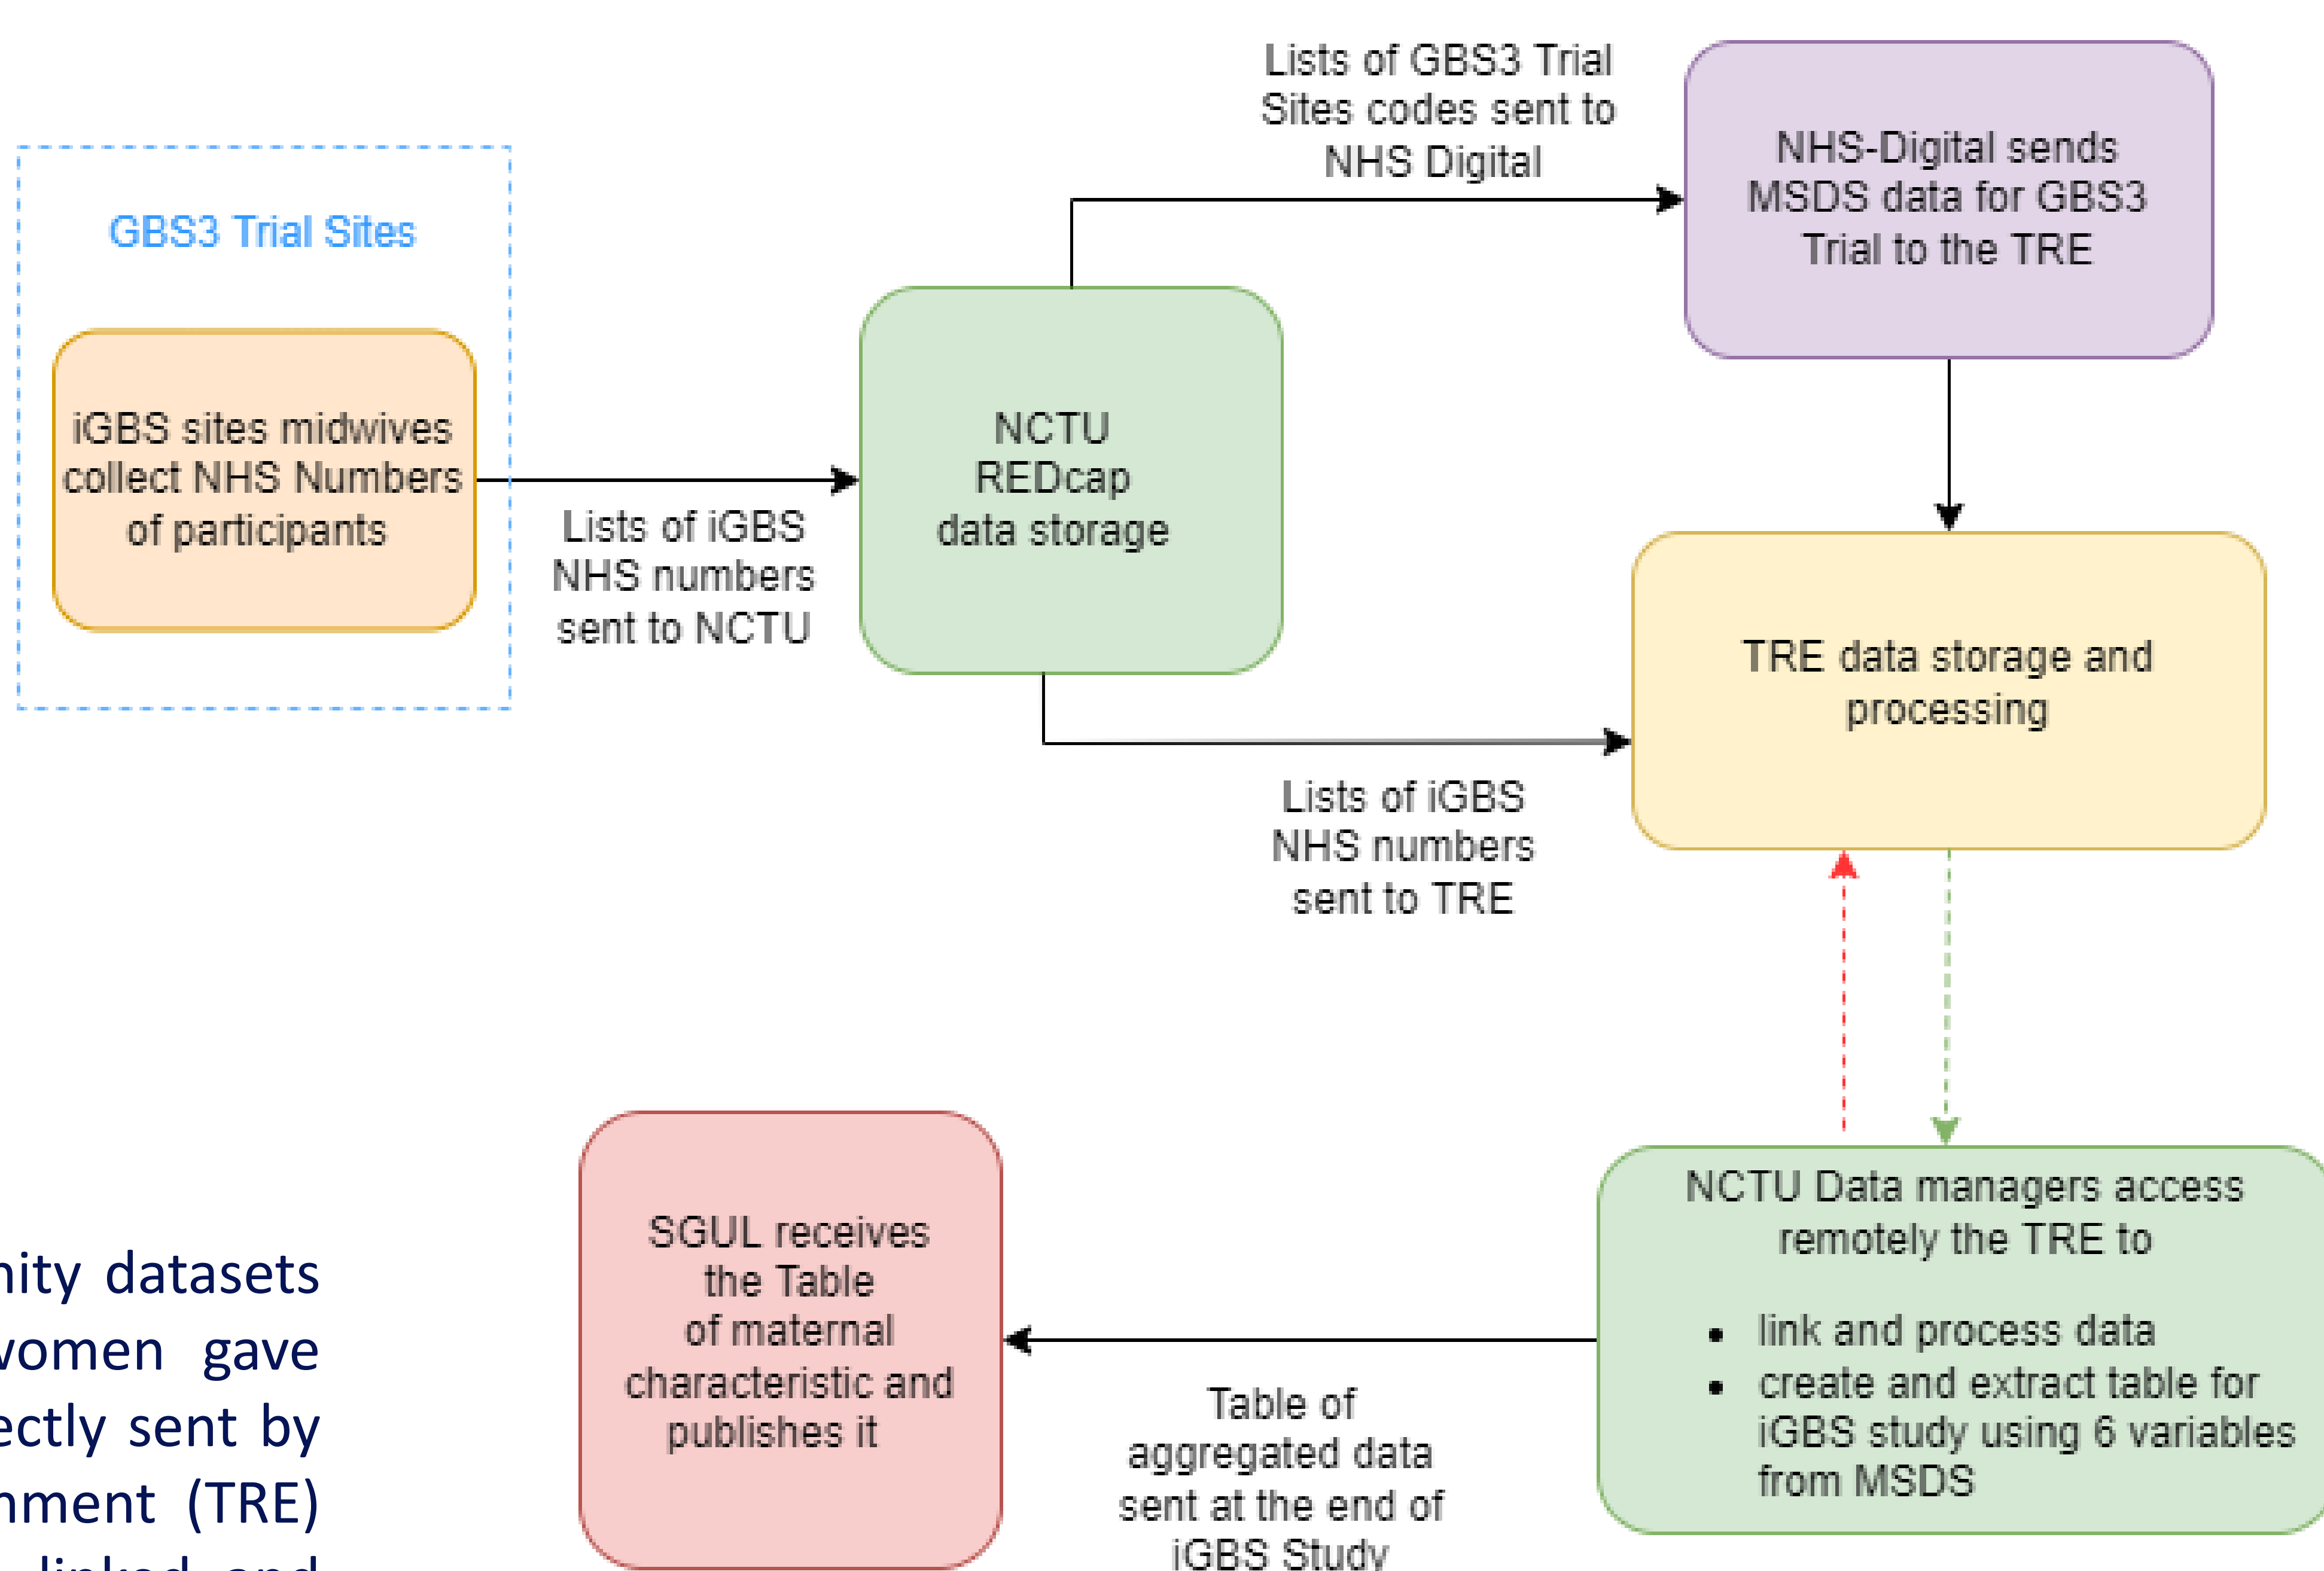 GBS3 Trial Sites
iGBS sites midwives
collect NHS Numbers
of participants
Lists of iGBS
NHS numbers
sent to NCTU
NCTU
REDcap
data storage
Lists of GBS3 Trial
Sites codes sent to
NHS Digital
NHS-Digital sends
MSDS data for GBS3
Trial to the TRE
TRE data storage and
processing
Lists of iGBS
NHS numbers
sent to TRE
NCTU Data managers access
remotely the TRE to
• link and process data
• create and extract table for
iGBS study using 6 variables
from MSDS
Table of
aggregated data
sent at the end of
iGBS Study
SGUL receives
the Table
of maternal
characteristic and
publishes it
nity datasets
women gave
ectly sent by
nment (TRE)
linked and